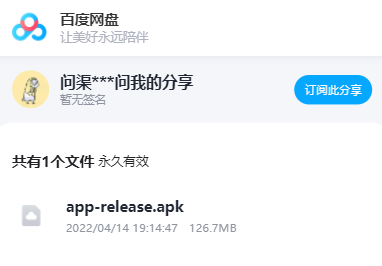 百度网盘
让美好永远陪伴
问渠***问我的分享
暂无签名
订阅此分享
共有1个文件 永久有效
app-release.apk
2022/04/14 19:14:47 126.7MB